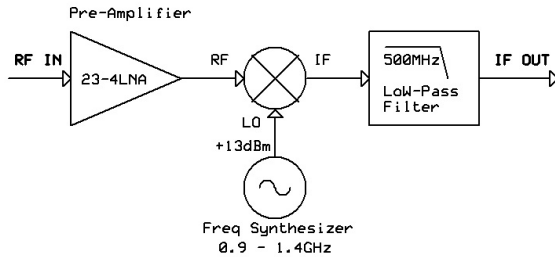 Pre-Amplifier
RF IN
23-4LNA
RF
IF
500MHz
LoW-Pass
Filter
IF OUT
LO
+13dBm
Freq Synthesizer
0.9 - 1.4GHz